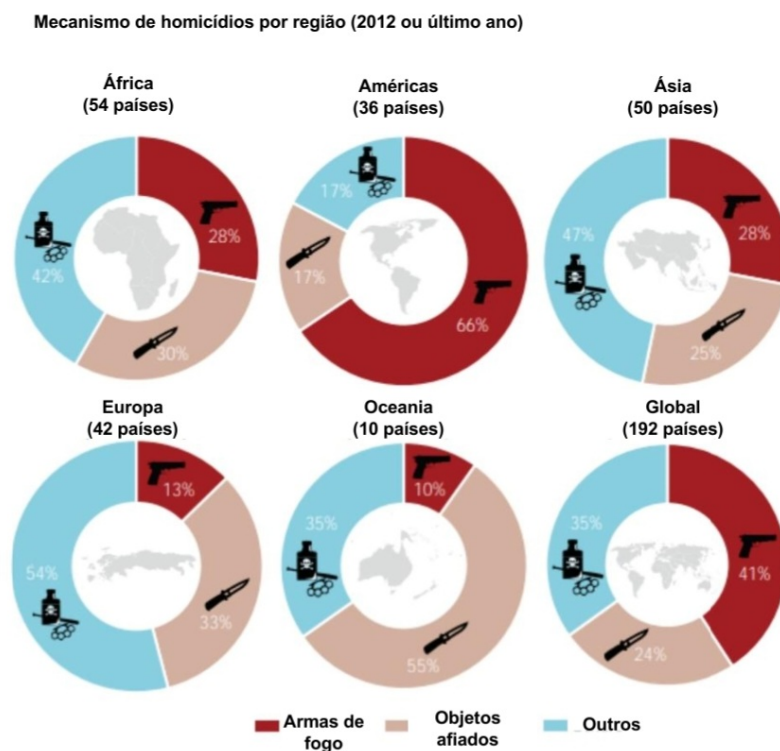 Mecanismo de homicídios por região (2012 ou último ano)
África
(54 países)
28%
30%
42%
Américas
(36 países)
17%
17%
66%
Ásia
(50 países)
28%
47%
25%
Europa
(42 países)
13%
54%
33%
Oceania
(10 países)
10%
35%
55%
Global
(192 países)
35%
41%
24%
Armas de
fogo
Objetos
afiados
Outros